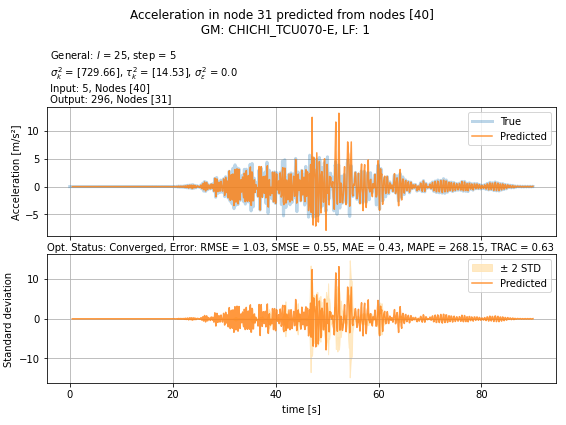 Acceleration in node 31 predicted from nodes [40]
GM: CHICHI_TCU070-E, LF: 1
General: l = 25, step = 5
σ²ₖ = [729.66], τ²ₖ = [14.53], σ²ε = 0.0
Input: 5, Nodes [40]
Output: 296, Nodes [31]
Acceleration [m/s²]
10
5
0
−5
True
Predicted
Opt. Status: Converged, Error: RMSE = 1.03, SMSE = 0.55, MAE = 0.43, MAPE = 268.15, TRAC = 0.63
Standard deviation
10
0
−10
± 2 STD
Predicted
0 20 40 60 80
time [s]